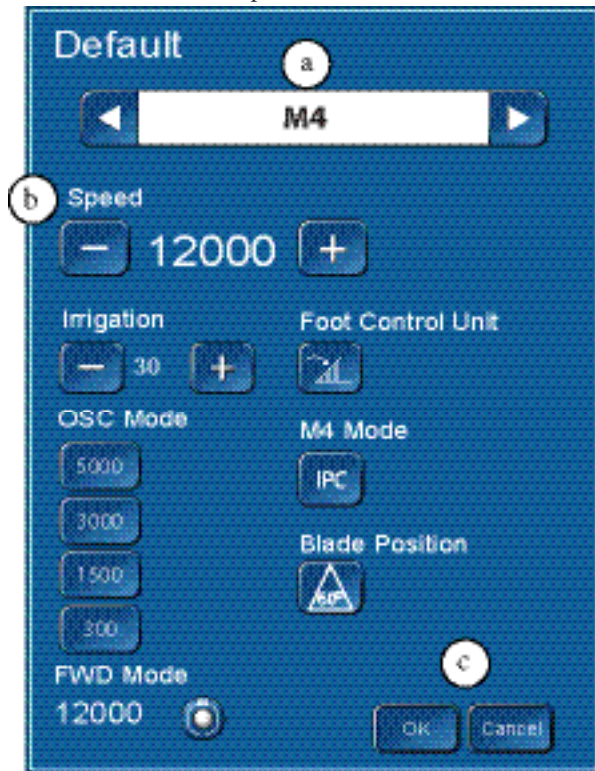 Default
a
M4
b
Speed
12000
Irrigation
Foot Control Unit
30
OSC Mode
M4 Mode
5000
IPC
3000
Blade Position
1500
60°
300
c
FWD Mode
12000
OK
Cancel